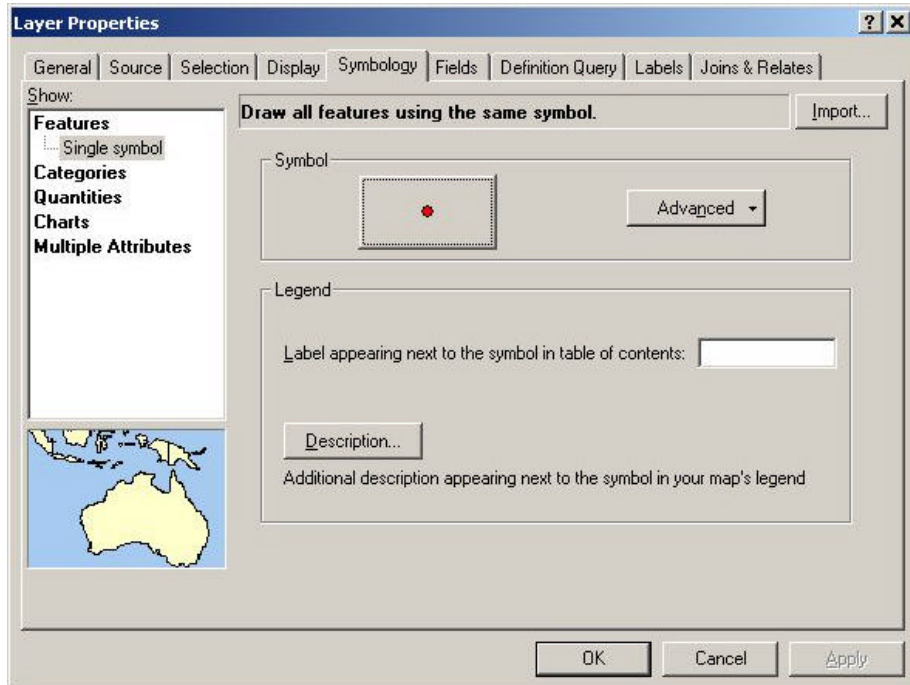 Layer Properties
General Source Selection Display Symbology Fields Definition Query Labels Joins & Relates
Show:
Features
Single symbol
Categories
Quantities
Charts
Multiple Attributes
Draw all features using the same symbol.
Import...
Symbol
Advanced
Legend
Label appearing next to the symbol in table of contents:
Description...
Additional description appearing next to the symbol in your map's legend
OK Cancel Apply